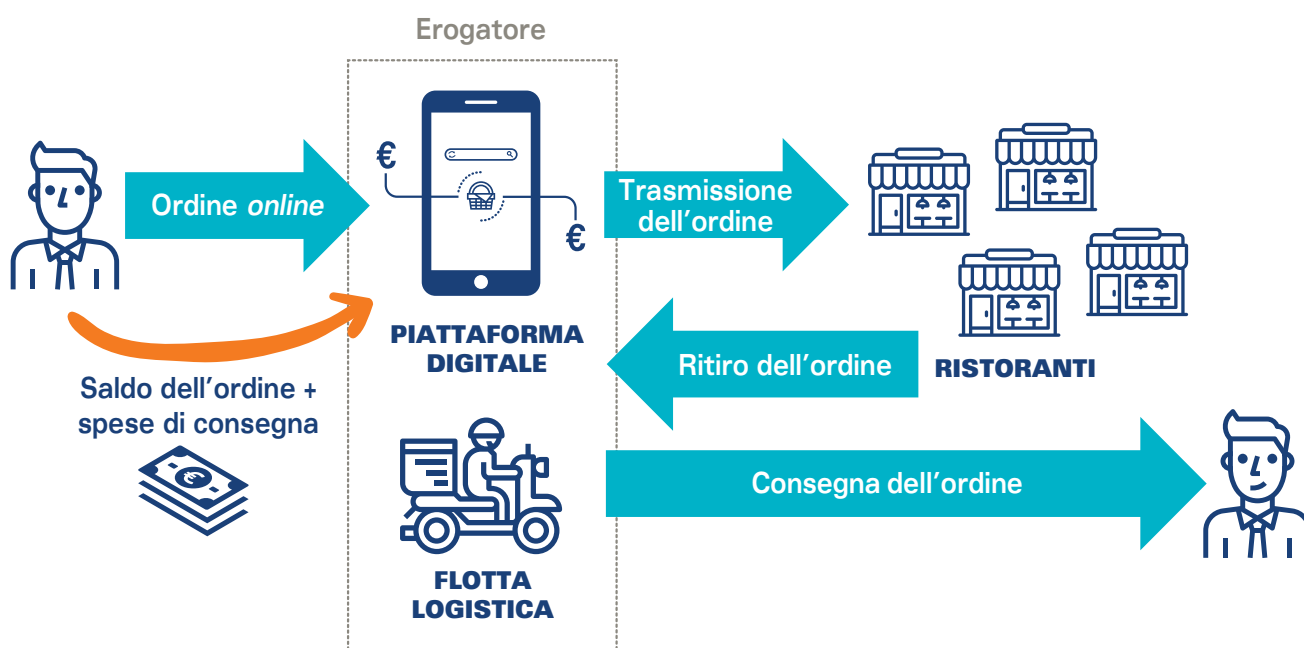 Erogatore
Ordine online
€
€
Trasmissione
dell’ordine
PIATTAFORMA
DIGITALE
Ritiro dell’ordine
RISTORANTI
Saldo dell’ordine +
spese di consegna
€
Consegna dell’ordine
FLOTTA
LOGISTICA